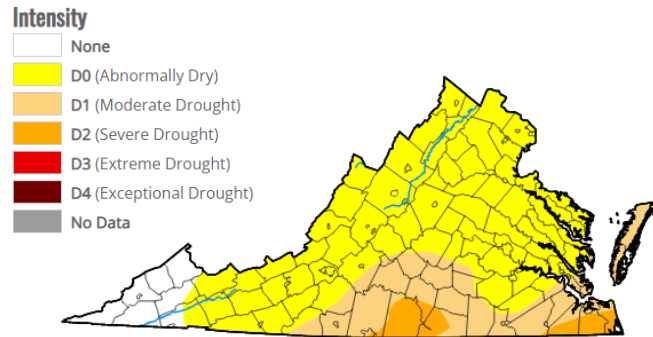 Intensity
None
D0 (Abnormally Dry)
D1 (Moderate Drought)
D2 (Severe Drought)
D3 (Extreme Drought)
D4 (Exceptional Drought)
No Data